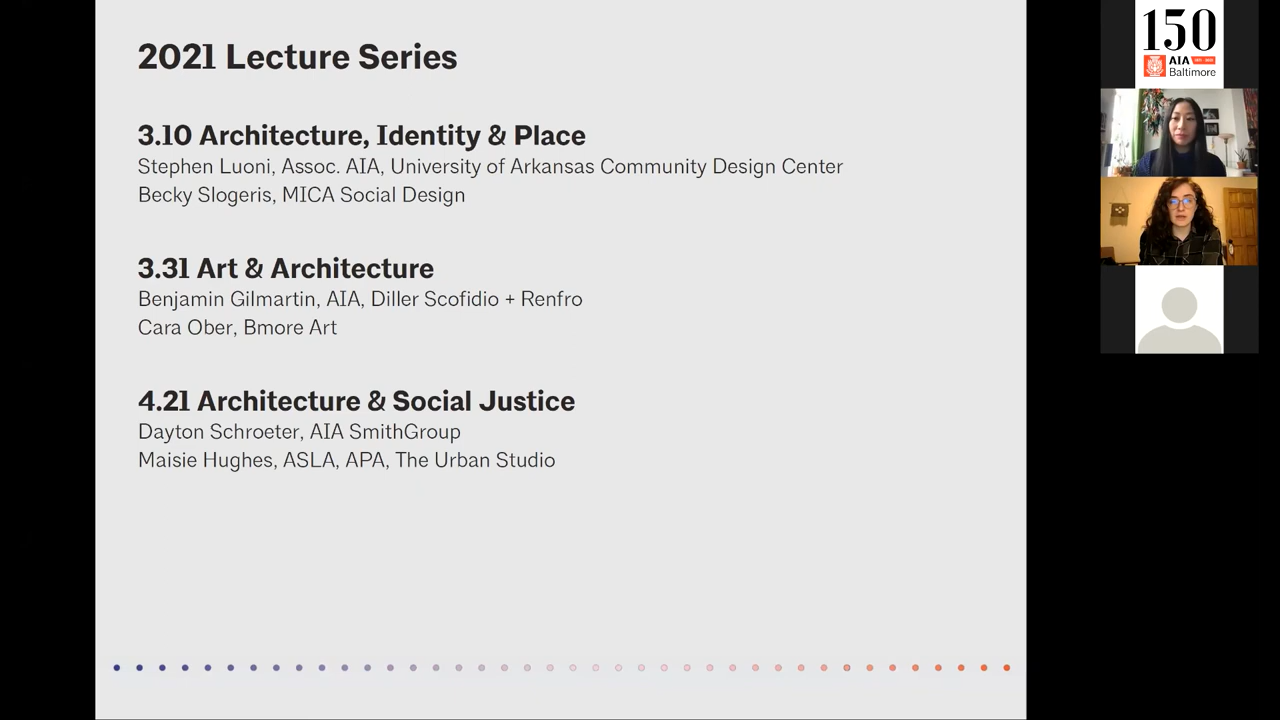 2021 Lecture Series
3.10 Architecture, Identity & Place
Stephen Luoni, Assoc. AIA, University of Arkansas Community Design Center
Becky Slogeris, MICA Social Design
3.31 Art & Architecture
Benjamin Gilmartin, AIA, Diller Scofidio + Renfro
Cara Ober, Bmore Art
4.21 Architecture & Social Justice
Dayton Schroeter, AIA SmithGroup
Maisie Hughes, ASLA, APA, The Urban Studio
150
AIA
Baltimore